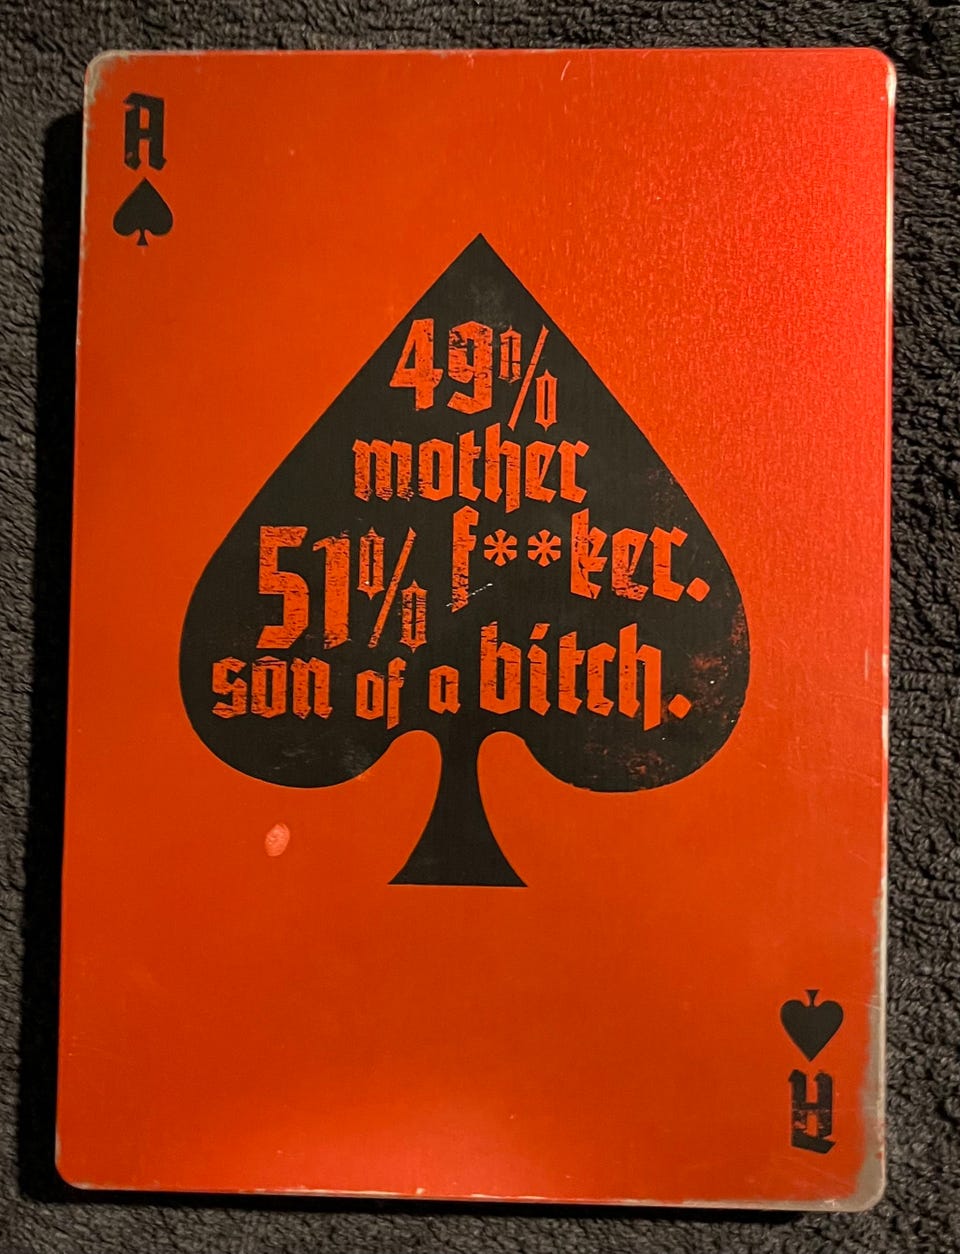 A
49%
mother
51% f**ker.
son of a bitch.
A